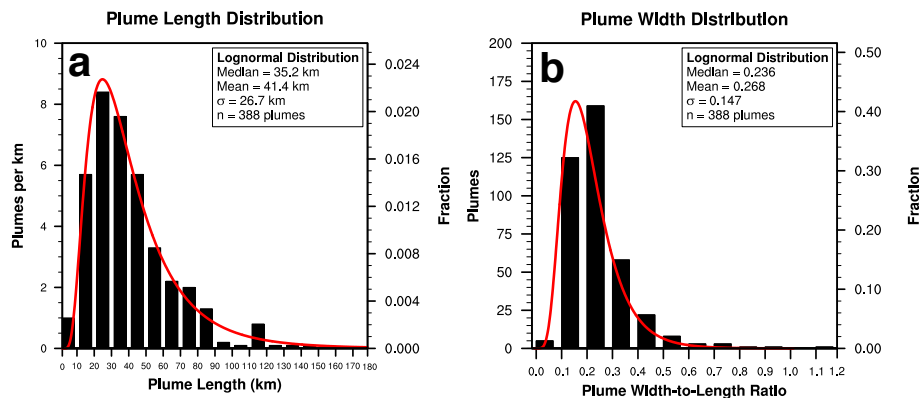 Plume Length Distribution
a
Lognormal Distribution
Median = 35.2 km
Mean = 41.4 km
σ = 26.7 km
n = 388 plumes
10
8
6
4
2
0
Plumes per km
0.024
0.020
0.016
0.012
0.008
0.004
0.000
Fraction
0 10 20 30 40 50 60 70 80 90 100 110 120 130 140 150 160 170 180
Plume Length (km)
Plume Width Distribution
b
Lognormal Distribution
Median = 0.236
Mean = 0.268
σ = 0.147
n = 388 plumes
200
175
150
125
100
75
50
25
0
Plumes
0.50
0.40
0.30
0.20
0.10
0.00
Fraction
0.0 0.1 0.2 0.3 0.4 0.5 0.6 0.7 0.8 0.9 1.0 1.1 1.2
Plume Width-to-Length Ratio